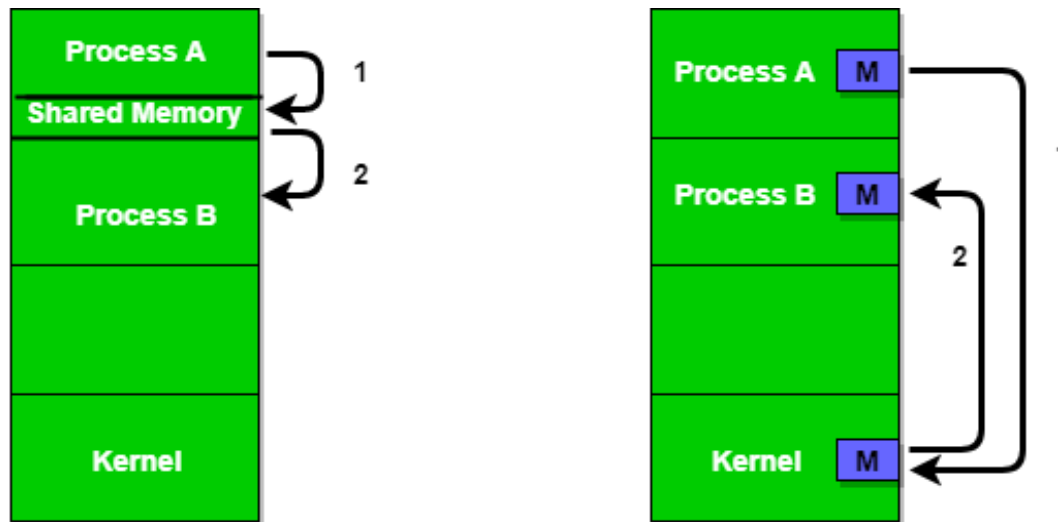 Process A
1
Shared Memory
2
Process B
Kernel
Process A M
Process B M
2
Kernel M